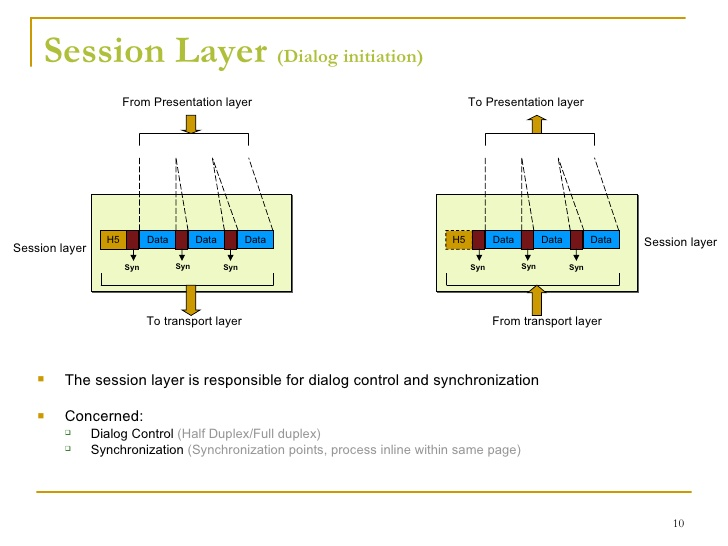 Session Layer (Dialog initiation)
From Presentation layer
To Presentation layer
H5 Data Data Data
H5 Data Data Data
Session layer
Session layer
Syn Syn Syn
Syn Syn Syn
To transport layer
From transport layer
The session layer is responsible for dialog control and synchronization
Concerned:
Dialog Control (Half Duplex/Full duplex)
Synchronization (Synchronization points, process inline within same page)
10